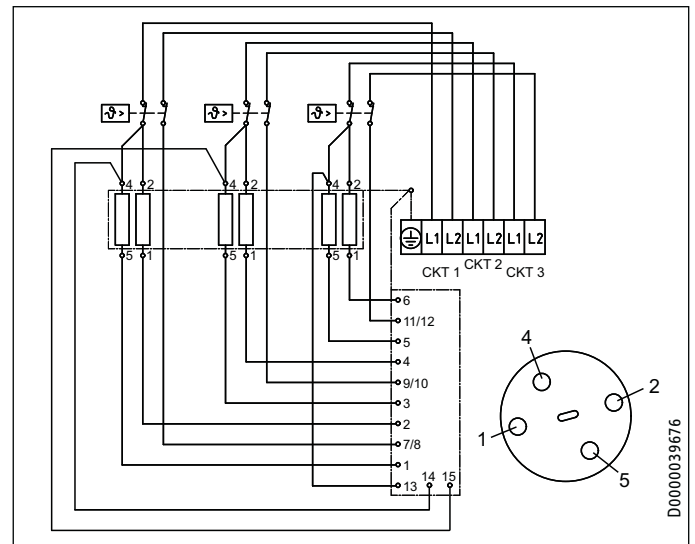 ϑ> ϑ> ϑ>
4 2 4 2 4 2
5 1 5 1 5 1
L1 L2 L1 L2 L1 L2
CKT 1 CKT 2 CKT 3
6
11/12
5
4
9/10
3
2
7/8
1
13 14 15
4
2
1
5
D0000039676